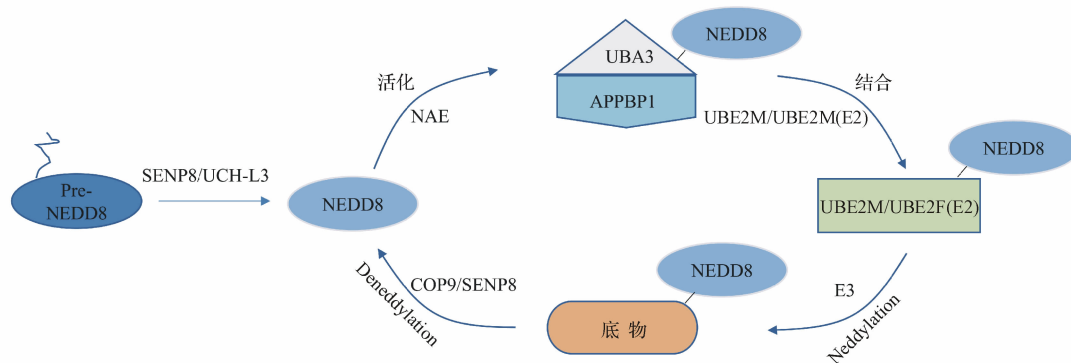 Pre-
NEDD8
SENP8/UCH-L3
NEDD8
活化
NAE
UBA3
APPBP1
NEDD8
结合
UBE2M/UBE2M(E2)
NEDD8
UBE2M/UBE2F(E2)
E3
Neddylation
NEDD8
底物
COP9/SENP8
Deneddylation